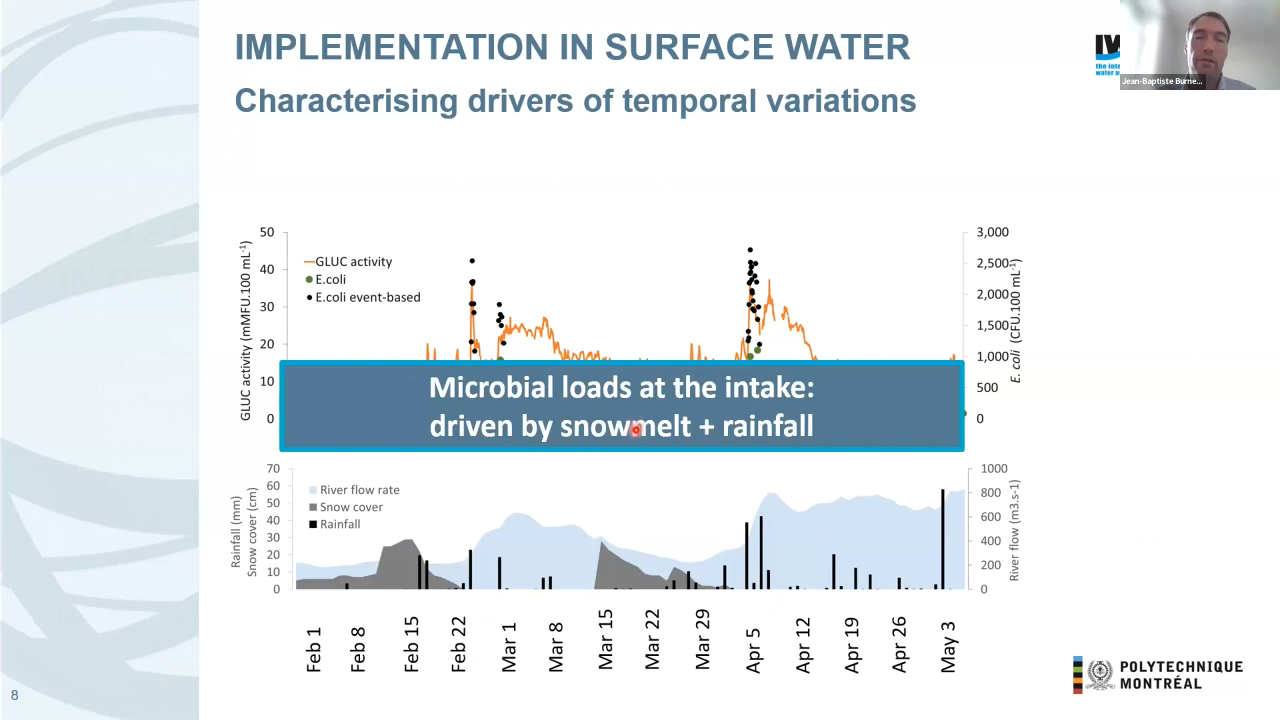 IMPLEMENTATION IN SURFACE WATER
Characterising drivers of temporal variations
Jean-Baptiste Burne...
50
40
30
20
10
0
GLUC activity (mMFU.100 mL-1)
GLUC activity
E.coli
E.coli event-based
3,000
2,500
2,000
1,500
1,000
500
0
E. coli (CFU.100 mL-1)
Microbial loads at the intake:
driven by snowmelt + rainfall
70
60
50
40
30
20
10
0
Rainfall (mm)
Snow cover (cm)
River flow rate
Snow cover
Rainfall
1000
800
600
400
200
0
River flow (m3.s-1)
Feb 1
Feb 8
Feb 15
Feb 22
Mar 1
Mar 8
Mar 15
Mar 22
Mar 29
Apr 5
Apr 12
Apr 19
Apr 26
May 3
POLYTECHNIQUE
MONTRÉAL
8